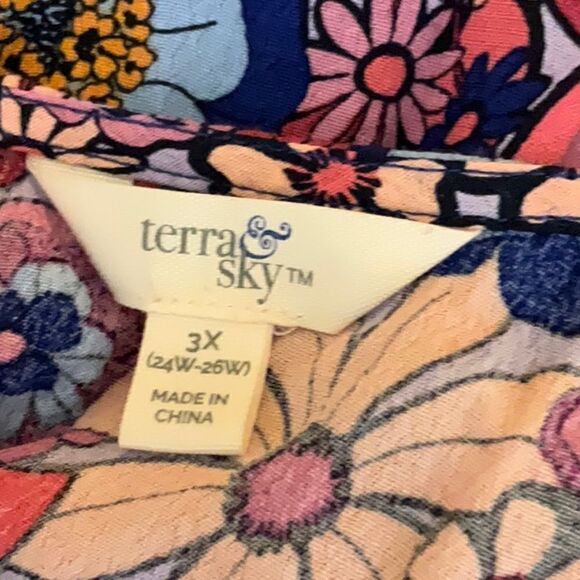 terra &
sky™
3X
(24W-26W)
MADE IN
CHINA